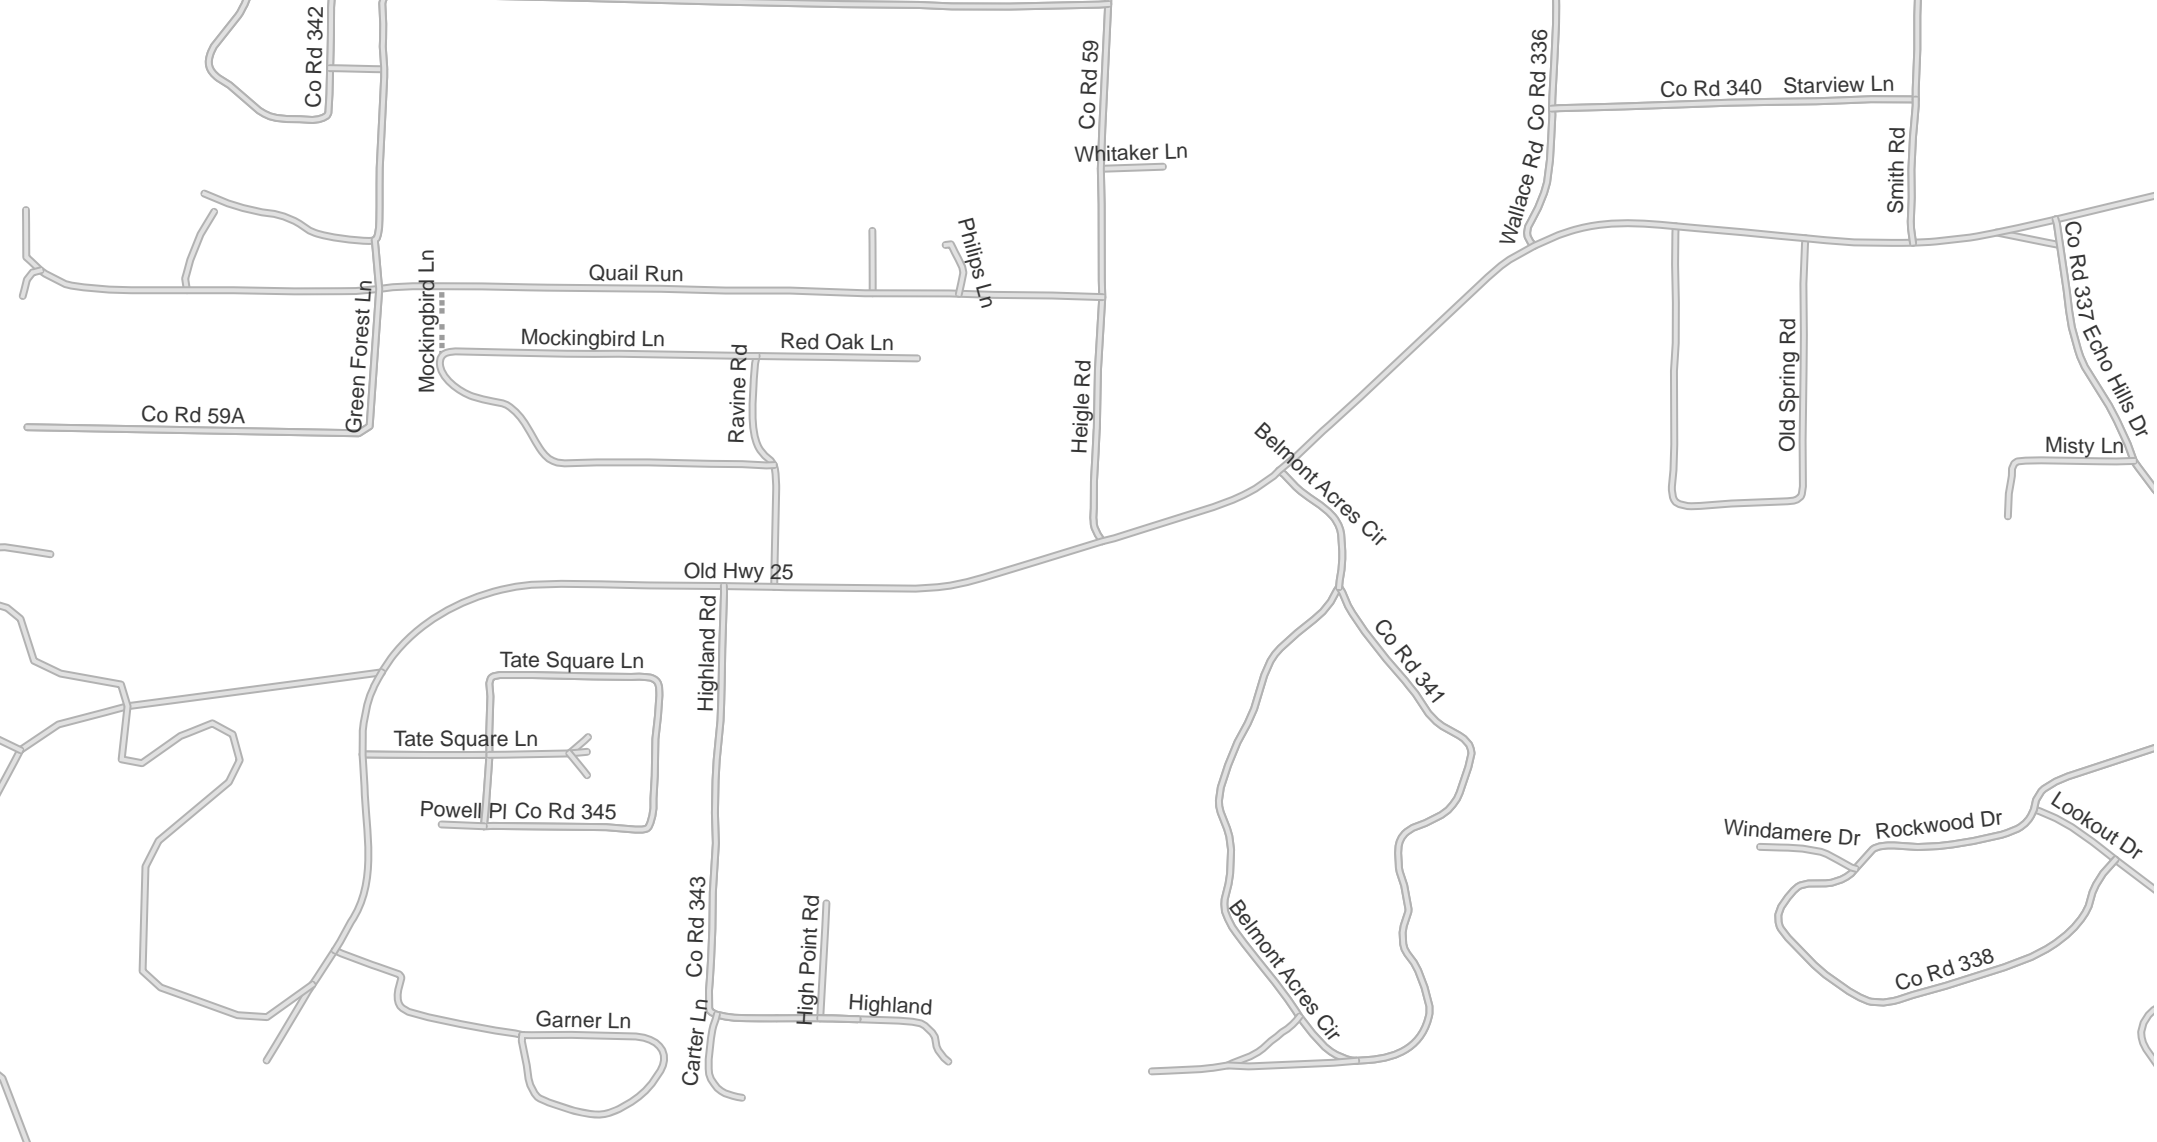 Co Rd 342
Co Rd 59
Co Rd 336
Wallace Rd
Co Rd 340
Starview Ln
Smith Rd
Whitaker Ln
Philips Ln
Quail Run
Mockingbird Ln
Green Forest Ln
Mockingbird Ln
Red Oak Ln
Ravine Rd
Heigle Rd
Co Rd 59A
Co Rd 337
Echo Hills Dr
Old Spring Rd
Misty Ln
Belmont Acres Cir
Old Hwy 25
Highland Rd
Tate Square Ln
Co Rd 341
Tate Square Ln
Powell Pl
Co Rd 345
Windamere Dr
Rockwood Dr
Lookout Dr
Co Rd 343
High Point Rd
Highland
Belmont Acres Cir
Co Rd 338
Garner Ln
Carter Ln